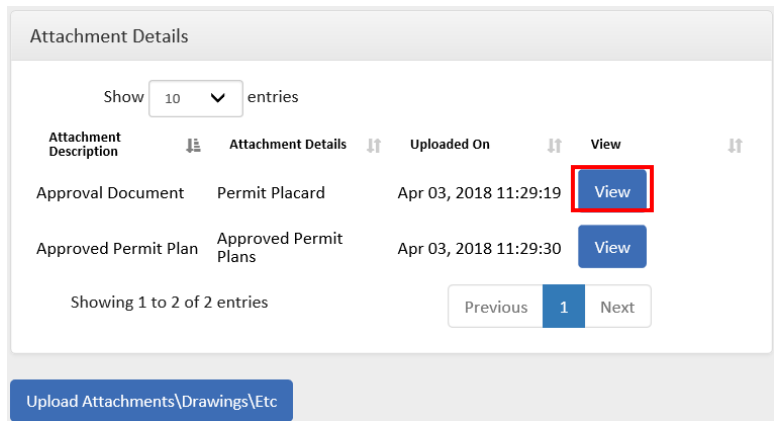 Attachment Details
Show 10 entries
Attachment Description Attachment Details Uploaded On View
Approval Document Permit Placard Apr 03, 2018 11:29:19 View
Approved Permit Plan Approved Permit Plans Apr 03, 2018 11:29:30 View
Showing 1 to 2 of 2 entries Previous 1 Next
Upload Attachments\Drawings\Etc